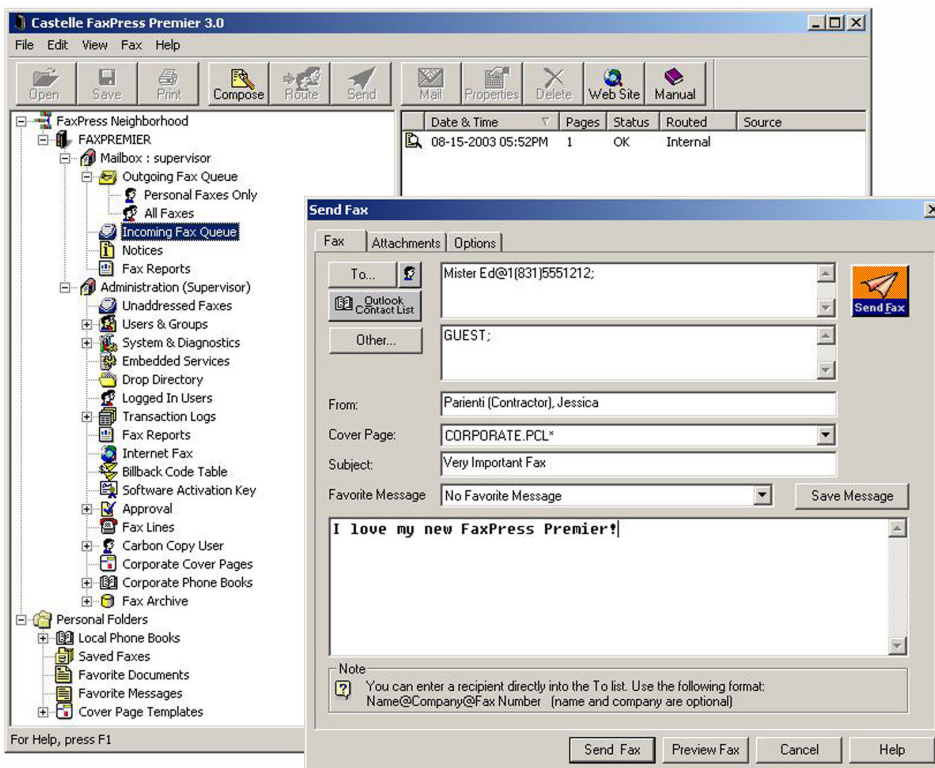 Castelle FaxPress Premier 3.0
File Edit View Fax Help
Open Save Print Compose Route Send Mail Properties Delete Web Site Manual
FaxPress Neighborhood
FAXPREMIER
Mailbox : supervisor
Outgoing Fax Queue
Personal Faxes Only
All Faxes
Incoming Fax Queue
Notices
Fax Reports
Administration (Supervisor)
Unaddressed Faxes
Users & Groups
System & Diagnostics
Embedded Services
Drop Directory
Logged In Users
Transaction Logs
Fax Reports
Internet Fax
Billback Code Table
Software Activation Key
Approval
Fax Lines
Carbon Copy User
Corporate Cover Pages
Corporate Phone Books
Fax Archive
Personal Folders
Local Phone Books
Saved Faxes
Favorite Documents
Favorite Messages
Cover Page Templates
For Help, press F1
Date & Time Pages Status Routed Source
08-15-2003 05:52PM 1 OK Internal
Send Fax
Fax Attachments Options
To... Mister Ed@1(831)5551212;
Outlook
Contact List
Send Fax
Other... GUEST;
From: Parienti (Contractor), Jessica
Cover Page: CORPORATE.PCL*
Subject: Very Important Fax
Favorite Message No Favorite Message Save Message
I love my new FaxPress Premier!
Note
You can enter a recipient directly into the To list. Use the following format:
Name@Company@Fax Number (name and company are optional)
Send Fax Preview Fax Cancel Help